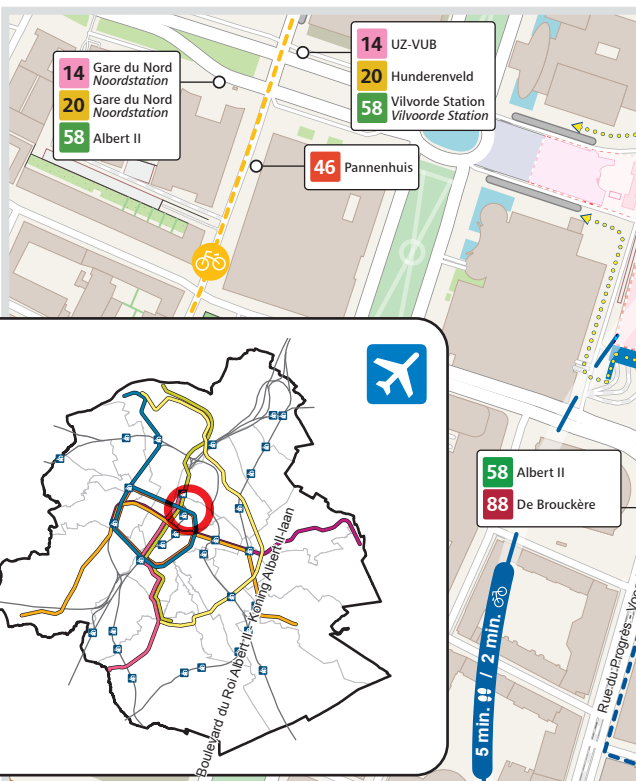 14 Gare du Nord
Noordstation
20 Gare du Nord
Noordstation
58 Albert II
14 UZ-VUB
20 Hunderenveld
58 Vilvorde Station
Vilvoorde Station
46 Pannenhuis
58 Albert II
88 De Brouckère
Boulevard du Roi Albert II - Koning Albert II-laan
5 min. / 2 min.
Rue du Progrès - Voo